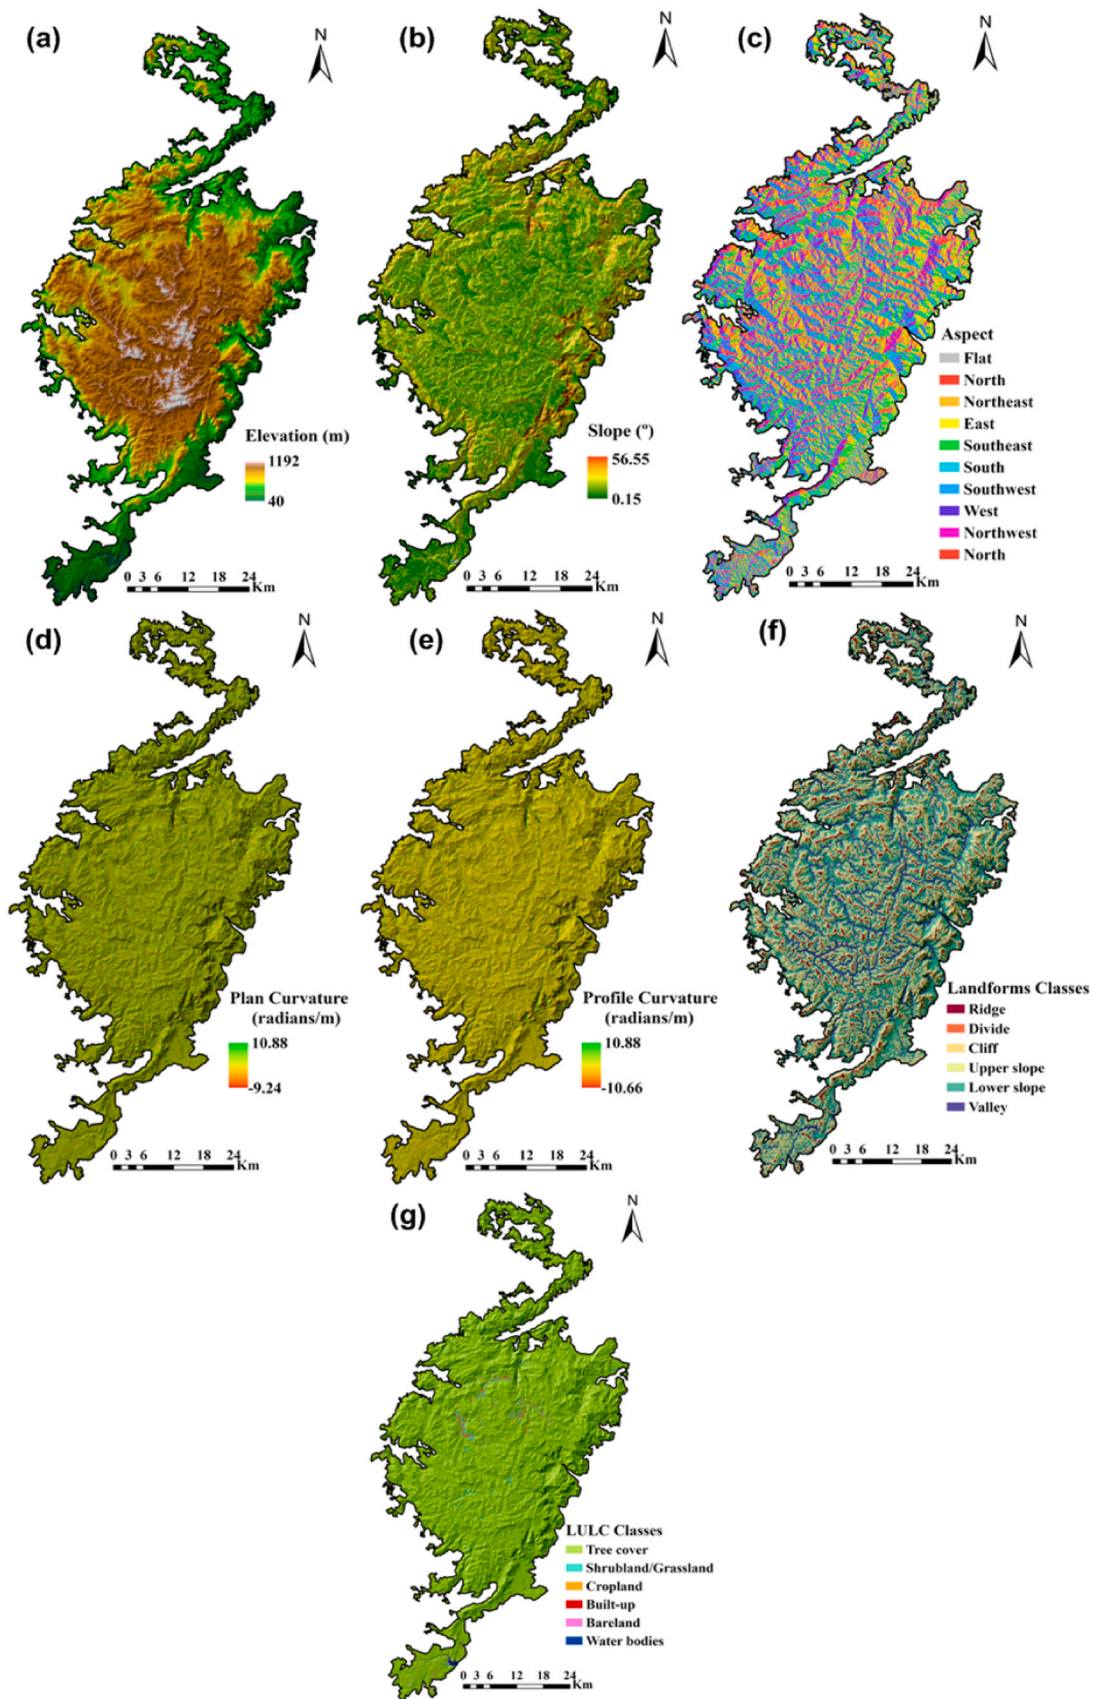 (a)
N
Elevation (m)
1192
40
0 3 6 12 18 24
Km
(b)
N
Slope (°)
56.55
0.15
0 3 6 12 18 24
Km
(c)
N
Aspect
Flat
North
Northeast
East
Southeast
South
Southwest
West
Northwest
North
0 3 6 12 18 24
Km
(d)
N
Plan Curvature
(radians/m)
10.88
-9.24
0 3 6 12 18 24
Km
(e)
N
Profile Curvature
(radians/m)
10.88
-10.66
0 3 6 12 18 24
Km
(f)
N
Landforms Classes
Ridge
Divide
Cliff
Upper slope
Lower slope
Valley
0 3 6 12 18 24
Km
(g)
N
LULC Classes
Tree cover
Shrubland/Grassland
Cropland
Built-up
Bareland
Water bodies
0 3 6 12 18 24
Km